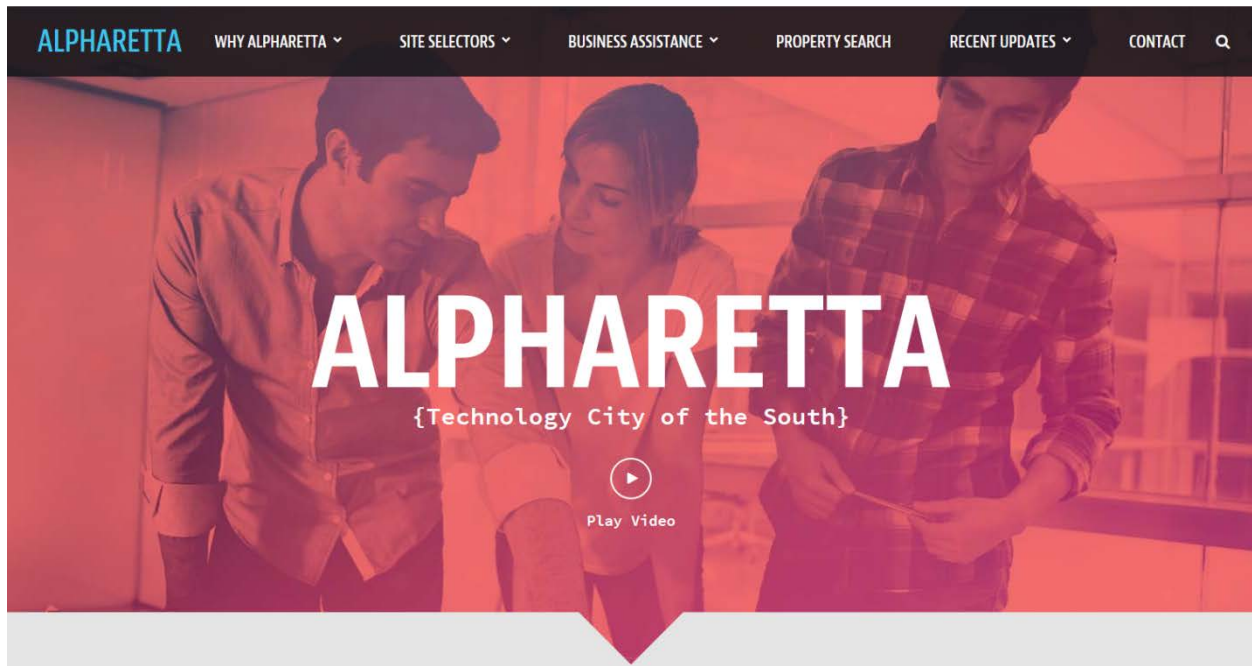 ALPHARETTA WHY ALPHARETTA SITE SELECTORS BUSINESS ASSISTANCE PROPERTY SEARCH RECENT UPDATES CONTACT
ALPHARETTA
{Technology City of the South}
Play Video